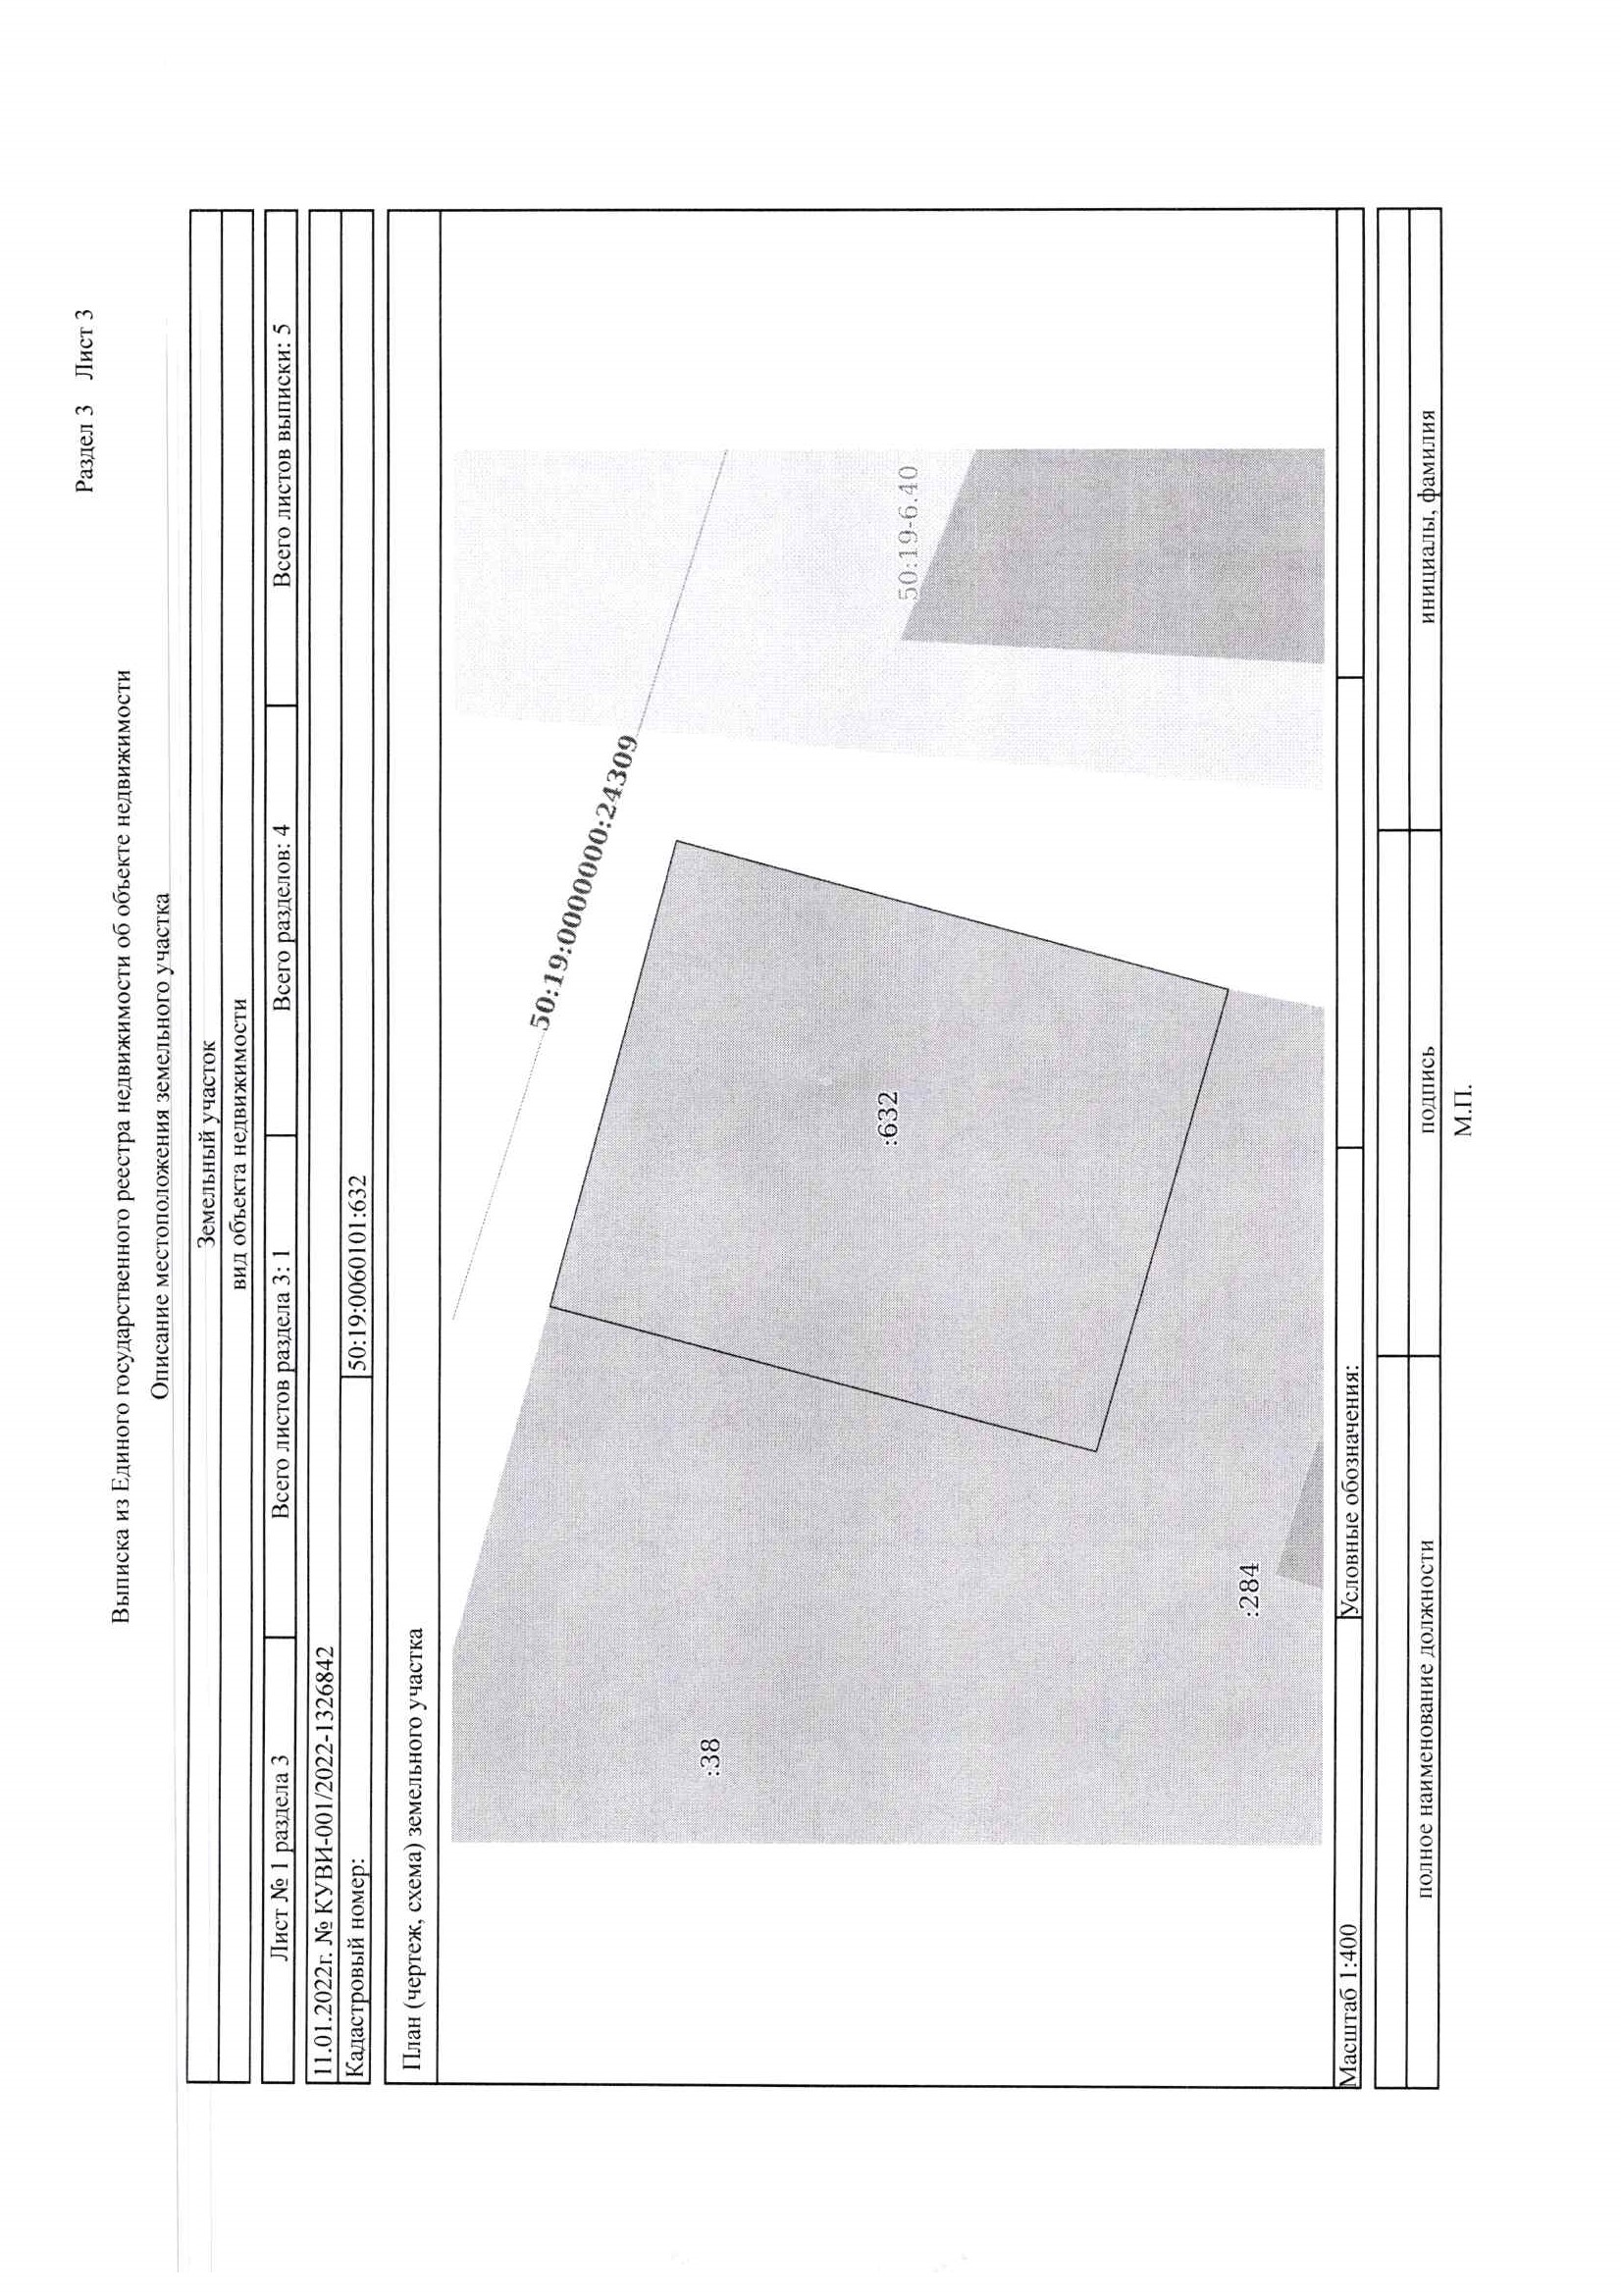 Раздел 3 Лист 3
Выписка из Единого государственного реестра недвижимости об объекте недвижимости
Описание местоположения земельного участка
Земельный участок
вид объекта недвижимости
Лист № 1 раздела 3
Всего листов раздела 3: 1
Всего разделов: 4
Всего листов выписки: 5
11.01.2022г. № КУВИ-001/2022-1326842
Кадастровый номер:
50:19:0060101:632
План (чертеж, схема) земельного участка
50:19:0000000:24309
50:19-6.40
:632
:38
:284
Масштаб 1:400
Условные обозначения:
полное наименование должности
подпись
инициалы, фамилия
М.П.